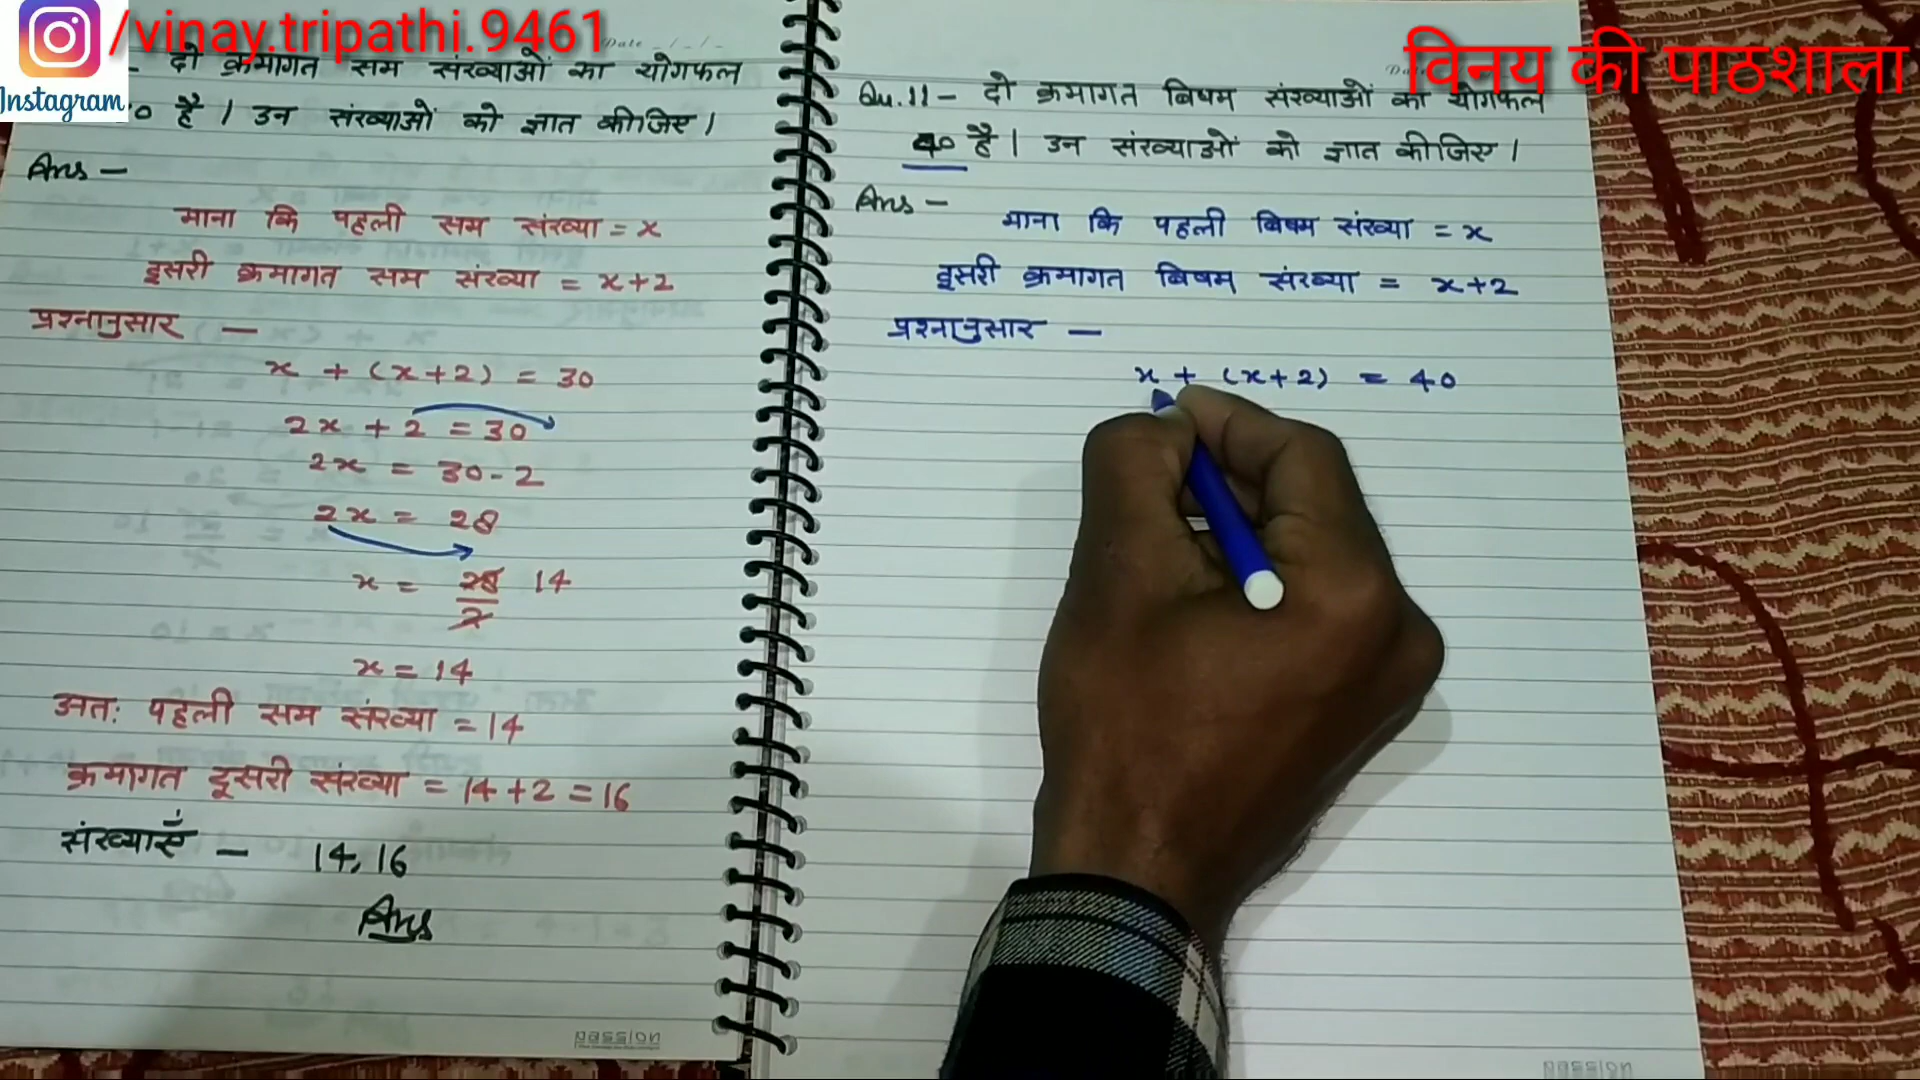 /vinay.tripathi.9461
Instagram
विनय की पाठशाला
दो क्रमागत सम संख्याओं का योगफल
0 है। उन संख्याओं को ज्ञात कीजिए।
Ans –
माना कि पहली सम संख्या = x
दूसरी क्रमागत सम संख्या = x+2
प्रश्नानुसार –
x + (x+2) = 30
2x + 2 = 30
2x = 30-2
2x = 28
x = 28/2 14
x = 14
अतः पहली सम संख्या = 14
क्रमागत दूसरी संख्या = 14+2 = 16
संख्याएँ – 14, 16
Ans
passion
Qu.11 – दो क्रमागत बिषम संख्याओं का योगफल
40 है। उन संख्याओं को ज्ञात कीजिए।
Ans –
माना कि पहली बिषम संख्या = x
दूसरी क्रमागत बिषम संख्या = x+2
प्रश्नानुसार –
x + (x+2) = 40